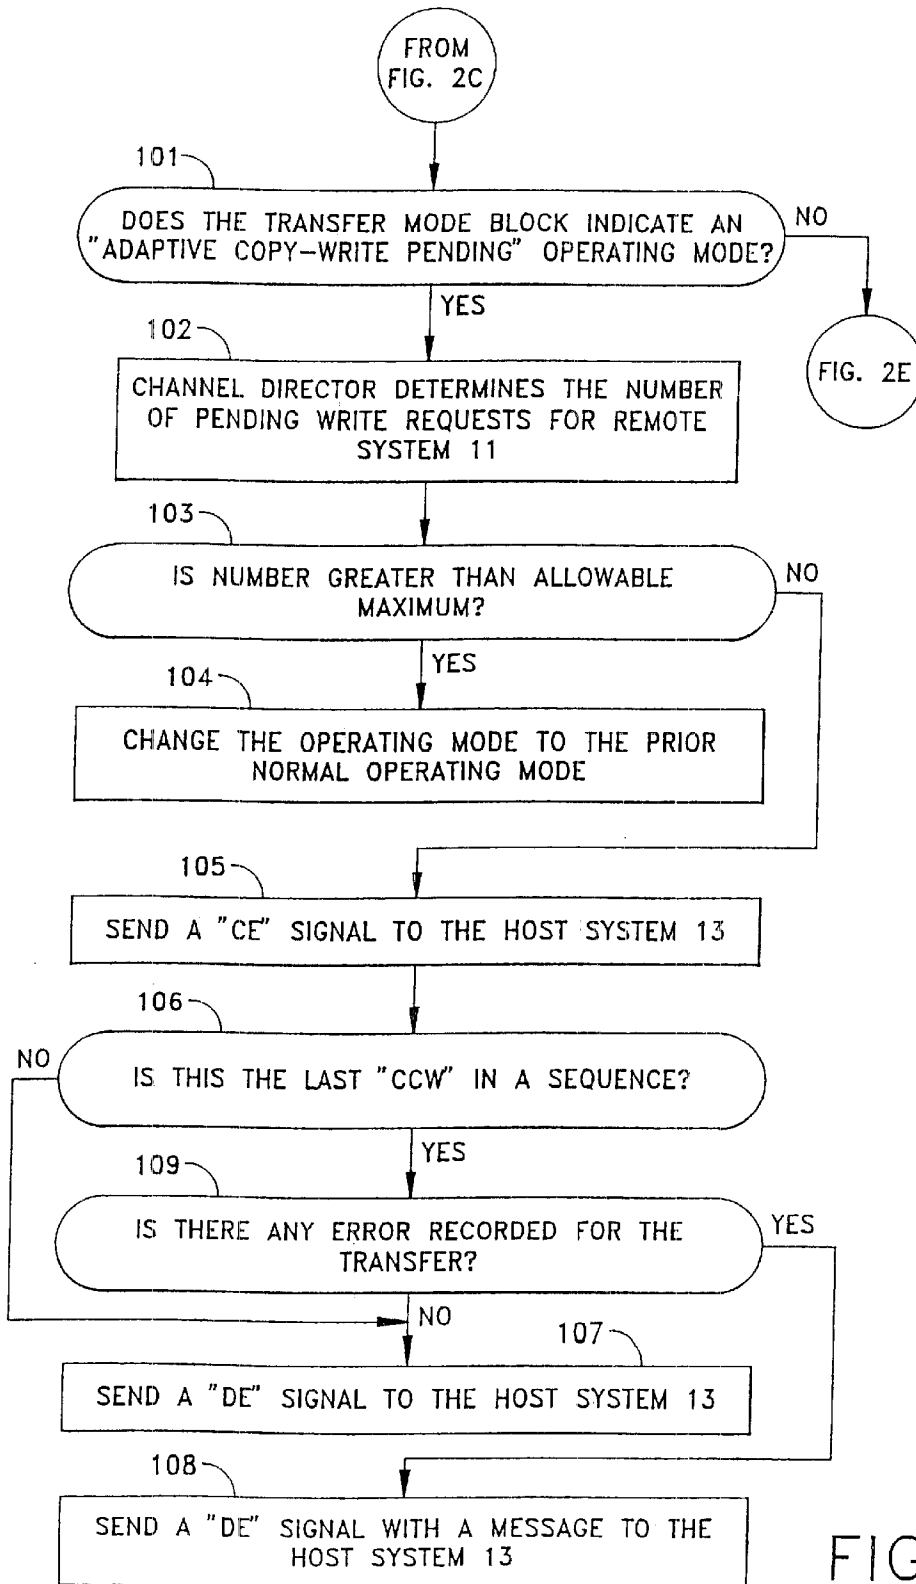 FROM
FIG. 2C
101
DOES THE TRANSFER MODE BLOCK INDICATE AN
"ADAPTIVE COPY-WRITE PENDING" OPERATING MODE?
NO
YES
FIG. 2E
102
CHANNEL DIRECTOR DETERMINES THE NUMBER
OF PENDING WRITE REQUESTS FOR REMOTE
SYSTEM 11
103
IS NUMBER GREATER THAN ALLOWABLE
MAXIMUM?
NO
YES
104
CHANGE THE OPERATING MODE TO THE PRIOR
NORMAL OPERATING MODE
105
SEND A "CE" SIGNAL TO THE HOST SYSTEM 13
106
NO
IS THIS THE LAST "CCW" IN A SEQUENCE?
YES
109
IS THERE ANY ERROR RECORDED FOR THE
TRANSFER?
YES
NO
107
SEND A "DE" SIGNAL TO THE HOST SYSTEM 13
108
SEND A "DE" SIGNAL WITH A MESSAGE TO THE
HOST SYSTEM 13
FIG